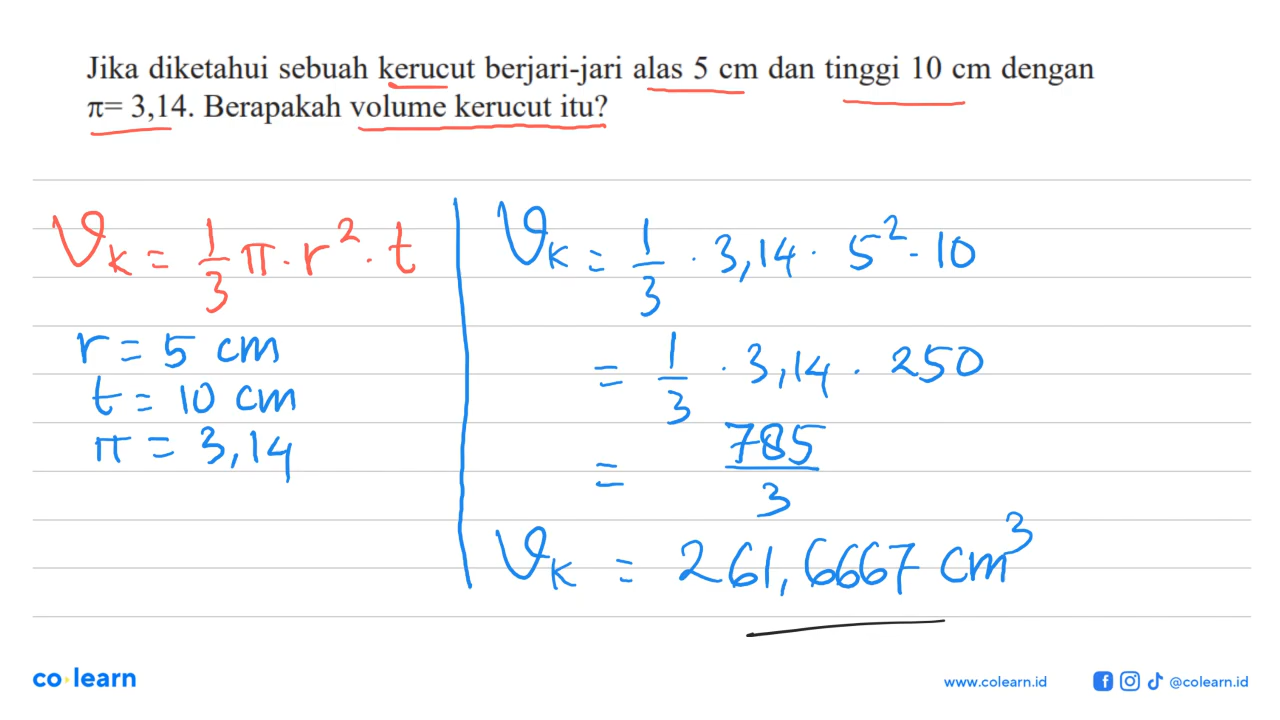 Jika diketahui sebuah kerucut berjari-jari alas 5 cm dan tinggi 10 cm dengan
π= 3,14. Berapakah volume kerucut itu?
Vk = 1/3 π · r² · t
r = 5 cm
t = 10 cm
π = 3,14
Vk = 1/3 · 3,14 · 5² · 10
= 1/3 · 3,14 · 250
= 785/3
Vk = 261,6667 cm³
co learn
www.colearn.id
@colearn.id